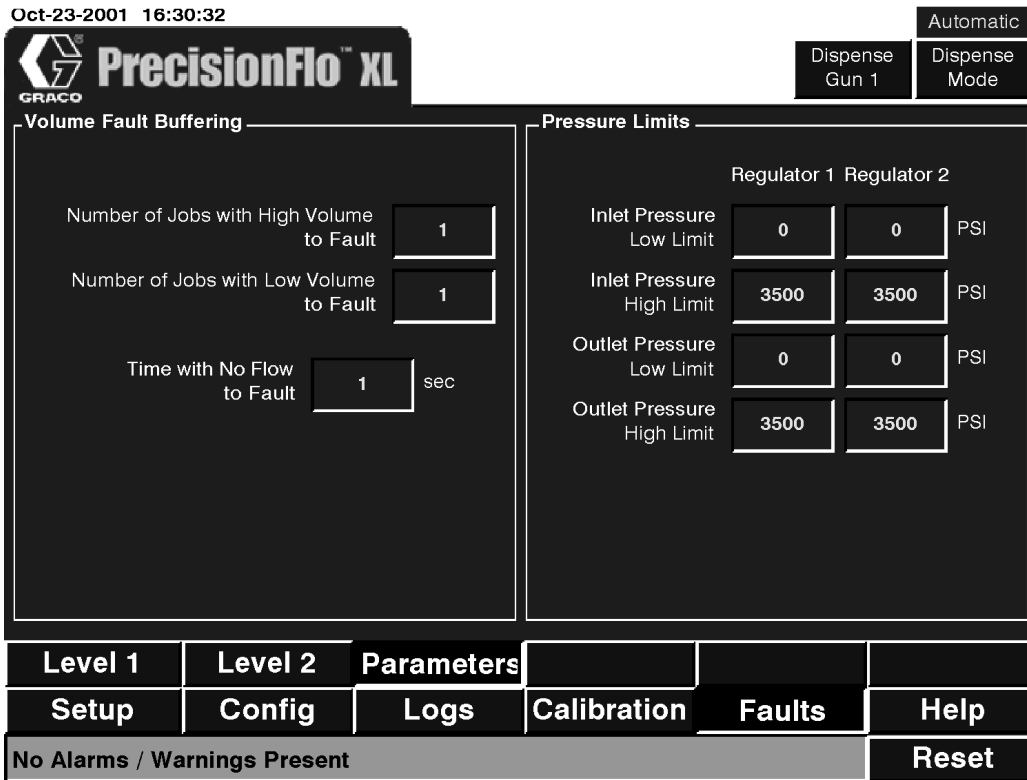 Oct-23-2001 16:30:32
Automatic
GRACO
PrecisionFlo™ XL
Dispense
Gun 1
Dispense
Mode
Volume Fault Buffering
Number of Jobs with High Volume
to Fault
1
Number of Jobs with Low Volume
to Fault
1
Time with No Flow
to Fault
1
sec
Pressure Limits
Regulator 1 Regulator 2
Inlet Pressure
Low Limit
0 0 PSI
Inlet Pressure
High Limit
3500 3500 PSI
Outlet Pressure
Low Limit
0 0 PSI
Outlet Pressure
High Limit
3500 3500 PSI
Level 1 Level 2 Parameters
Setup Config Logs Calibration Faults Help
No Alarms / Warnings Present Reset